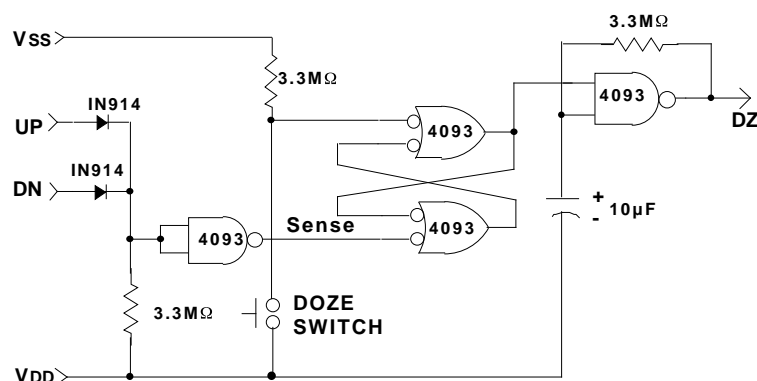 3.3MΩ
VSS
3.3MΩ
IN914
UP
4093
4093
DZ
IN914
DN
4093
Sense
4093
+
-
10µF
3.3MΩ
DOZE
SWITCH
VDD